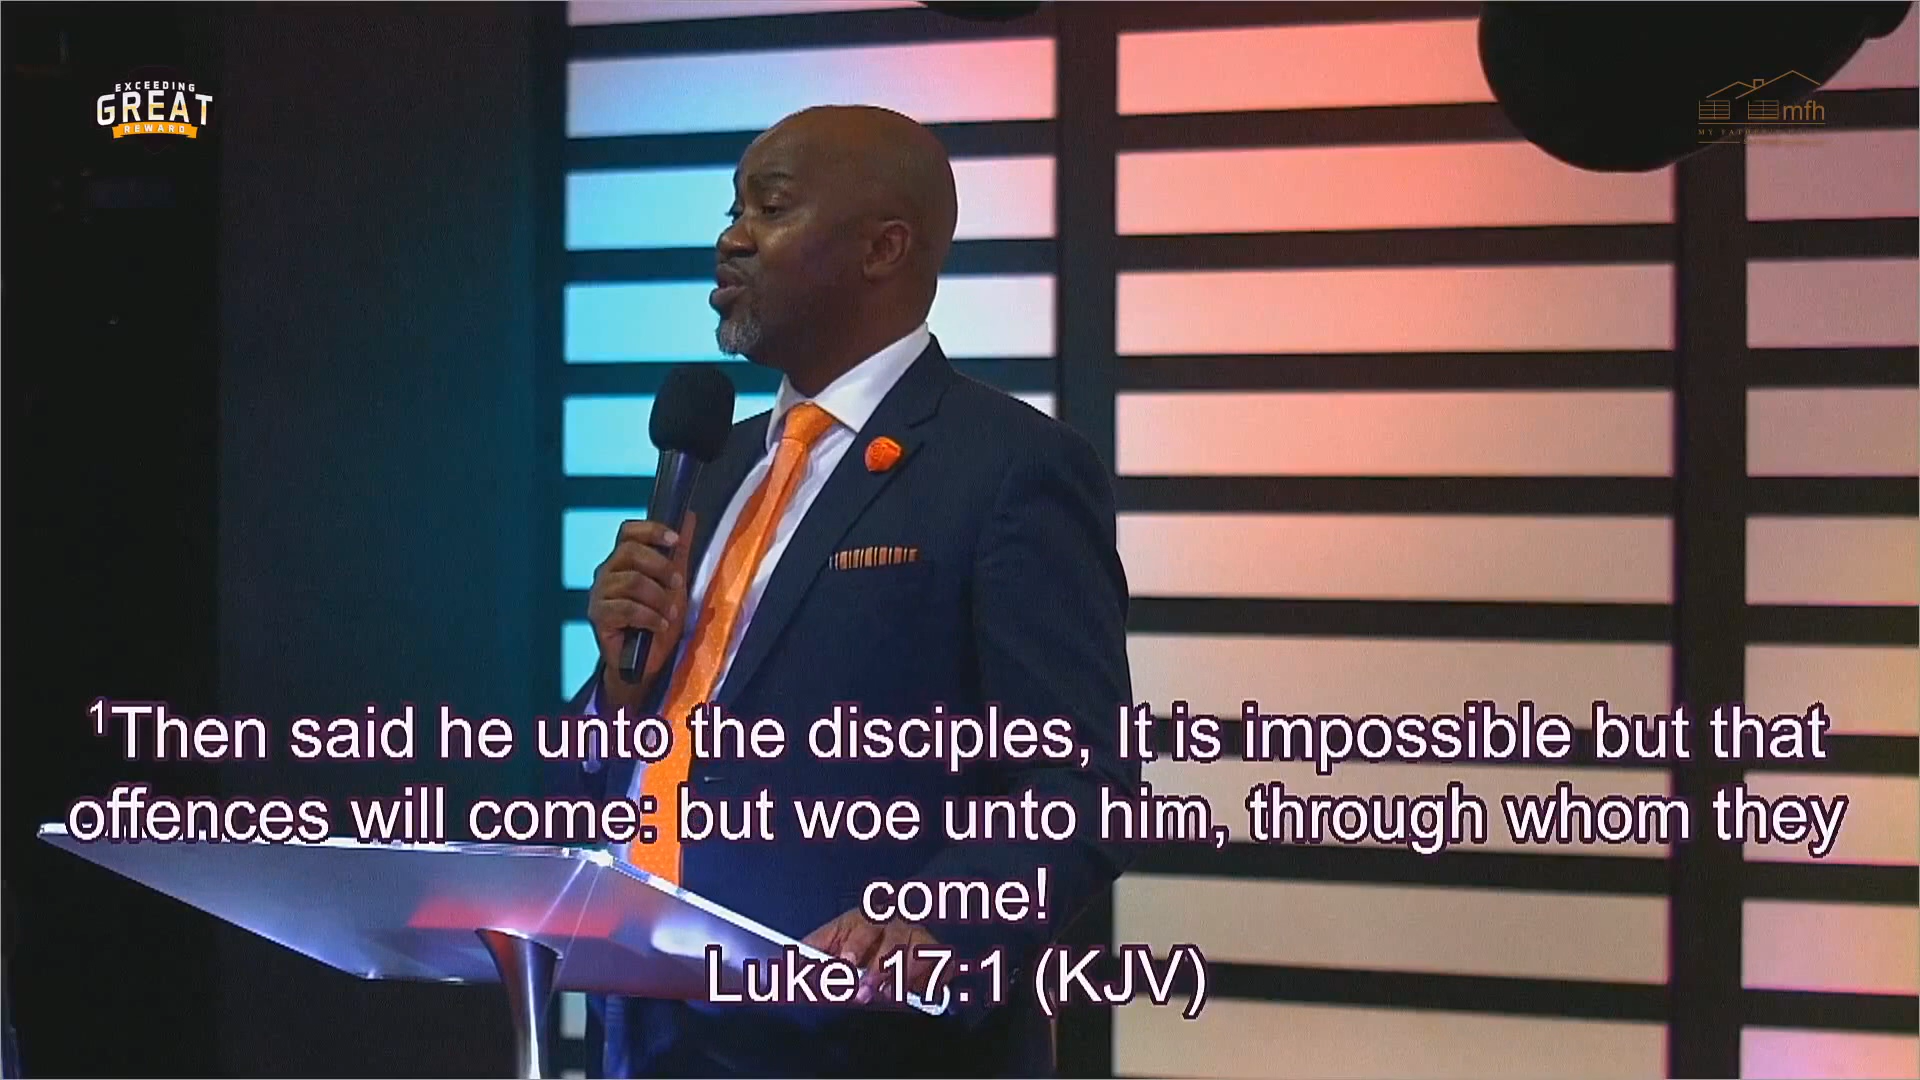 EXCEEDING
GREAT
REWARD
mfh
¹Then said he unto the disciples, It is impossible but that
offences will come: but woe unto him, through whom they
come!
Luke 17:1 (KJV)